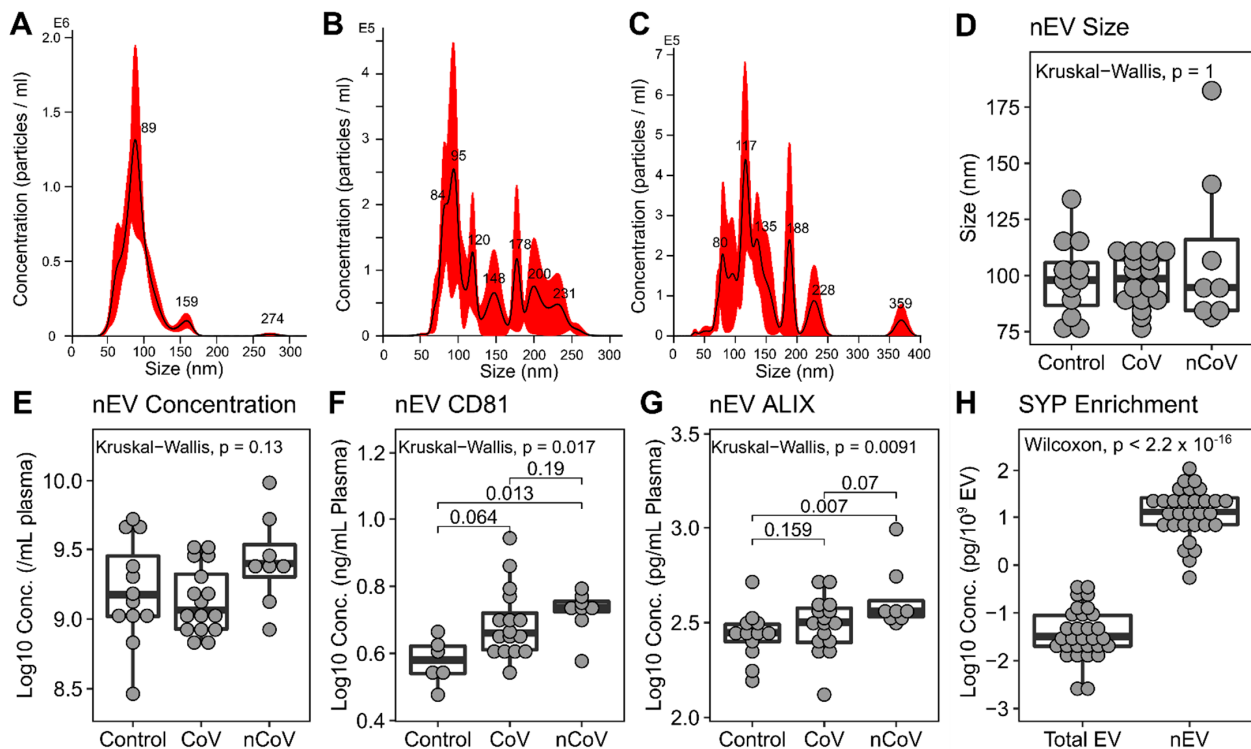 A
E6
2.0
1.5
1.0
0.5
0
Concentration (particles / ml)
89
159
274
0 50 100 150 200 250 300
Size (nm)
B
E5
5
4
3
2
1
0
Concentration (particles / ml)
84
95
120
148
178
200
231
0 50 100 150 200 250 300
Size (nm)
C
E5
7
6
5
4
3
2
1
0
Concentration (particles / ml)
80
117
135
188
228
359
0 50 100 150 200 250 300 350 400
Size (nm)
D nEV Size
Kruskal−Wallis, p = 1
175
150
125
100
75
Size (nm)
Control CoV nCoV
E nEV Concentration
Kruskal−Wallis, p = 0.13
10.0
9.5
9.0
8.5
Log10 Conc. (/mL plasma)
Control CoV nCoV
F nEV CD81
Kruskal−Wallis, p = 0.017
0.19
0.013
0.064
1.2
1.0
0.8
0.6
0.4
Log10 Conc. (ng/mL Plasma)
Control CoV nCoV
G nEV ALIX
Kruskal−Wallis, p = 0.0091
0.07
0.007
0.159
3.5
3.0
2.5
2.0
Log10 Conc. (pg/mL Plasma)
Control CoV nCoV
H SYP Enrichment
Wilcoxon, p < 2.2 x 10⁻¹⁶
2
1
0
−1
−2
−3
Log10 Conc. (pg/10⁹ EV)
Total EV nEV